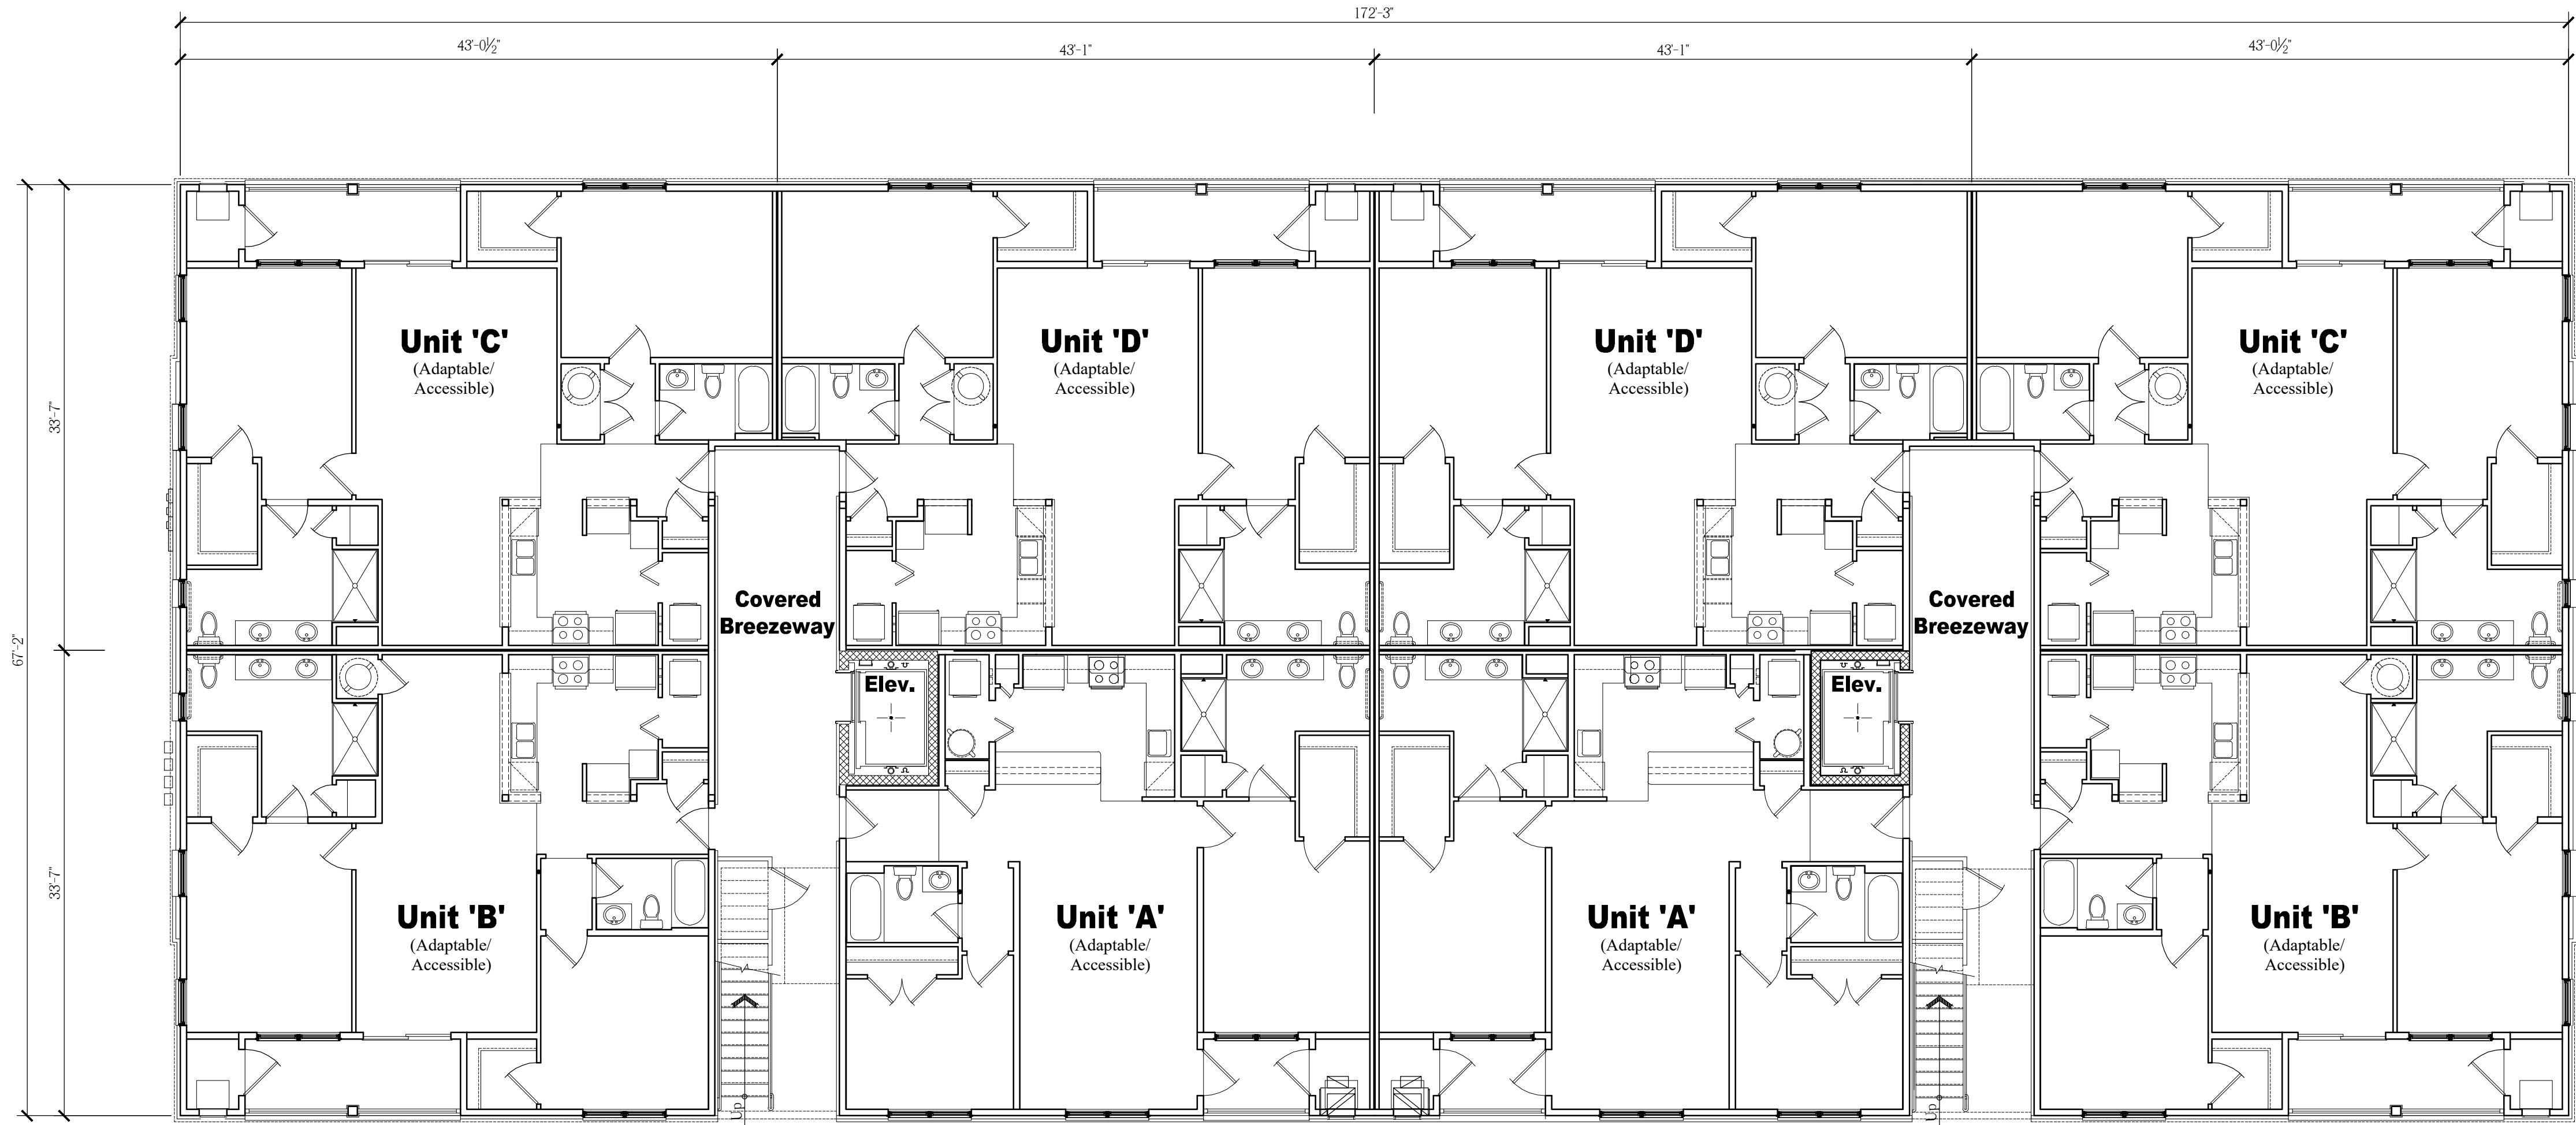 172'-3"
43'-0½"
43'-1"
43'-1"
43'-0½"
Unit 'C'
(Adaptable/
Accessible)
Unit 'D'
(Adaptable/
Accessible)
Unit 'D'
(Adaptable/
Accessible)
Unit 'C'
(Adaptable/
Accessible)
33'-7"
67'-2"
Covered
Breezeway
Covered
Breezeway
Elev.
Elev.
33'-7"
Unit 'B'
(Adaptable/
Accessible)
Unit 'A'
(Adaptable/
Accessible)
Unit 'A'
(Adaptable/
Accessible)
Unit 'B'
(Adaptable/
Accessible)
Up
Up